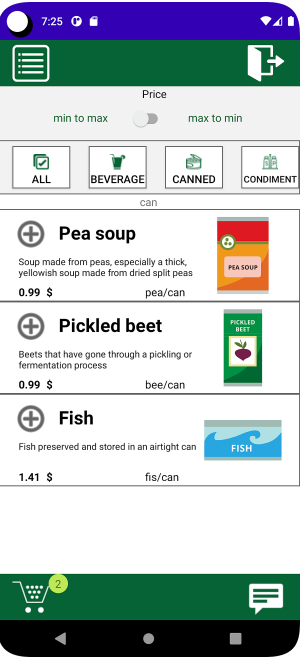 7:25
Price
min to max
max to min
ALL
BEVERAGE
CANNED
CONDIMENT
can
Pea soup
Soup made from peas, especially a thick,
yellowish soup made from dried split peas
0.99 $
pea/can
PEA SOUP
Pickled beet
Beets that have gone through a pickling or
fermentation process
0.99 $
bee/can
PICKLED
BEET
Fish
Fish preserved and stored in an airtight can
1.41 $
fis/can
FISH
2